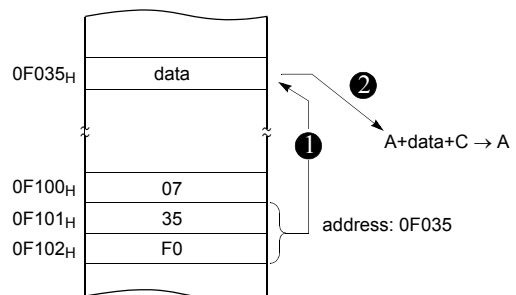 0F035H data
2
1
A+data+C → A
0F100H 07
0F101H 35
address: 0F035
0F102H F0